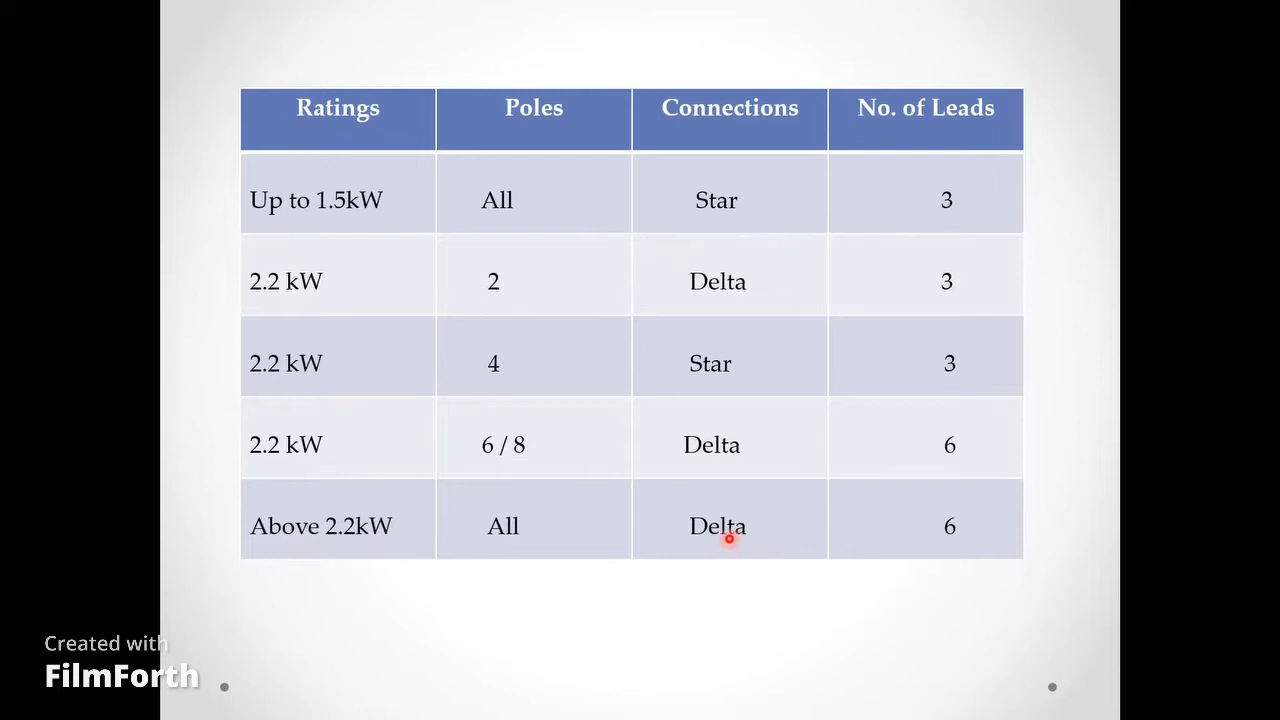 Ratings Poles Connections No. of Leads
Up to 1.5kW All Star 3
2.2 kW 2 Delta 3
2.2 kW 4 Star 3
2.2 kW 6 / 8 Delta 6
Above 2.2kW All Delta 6
Created with
FilmForth